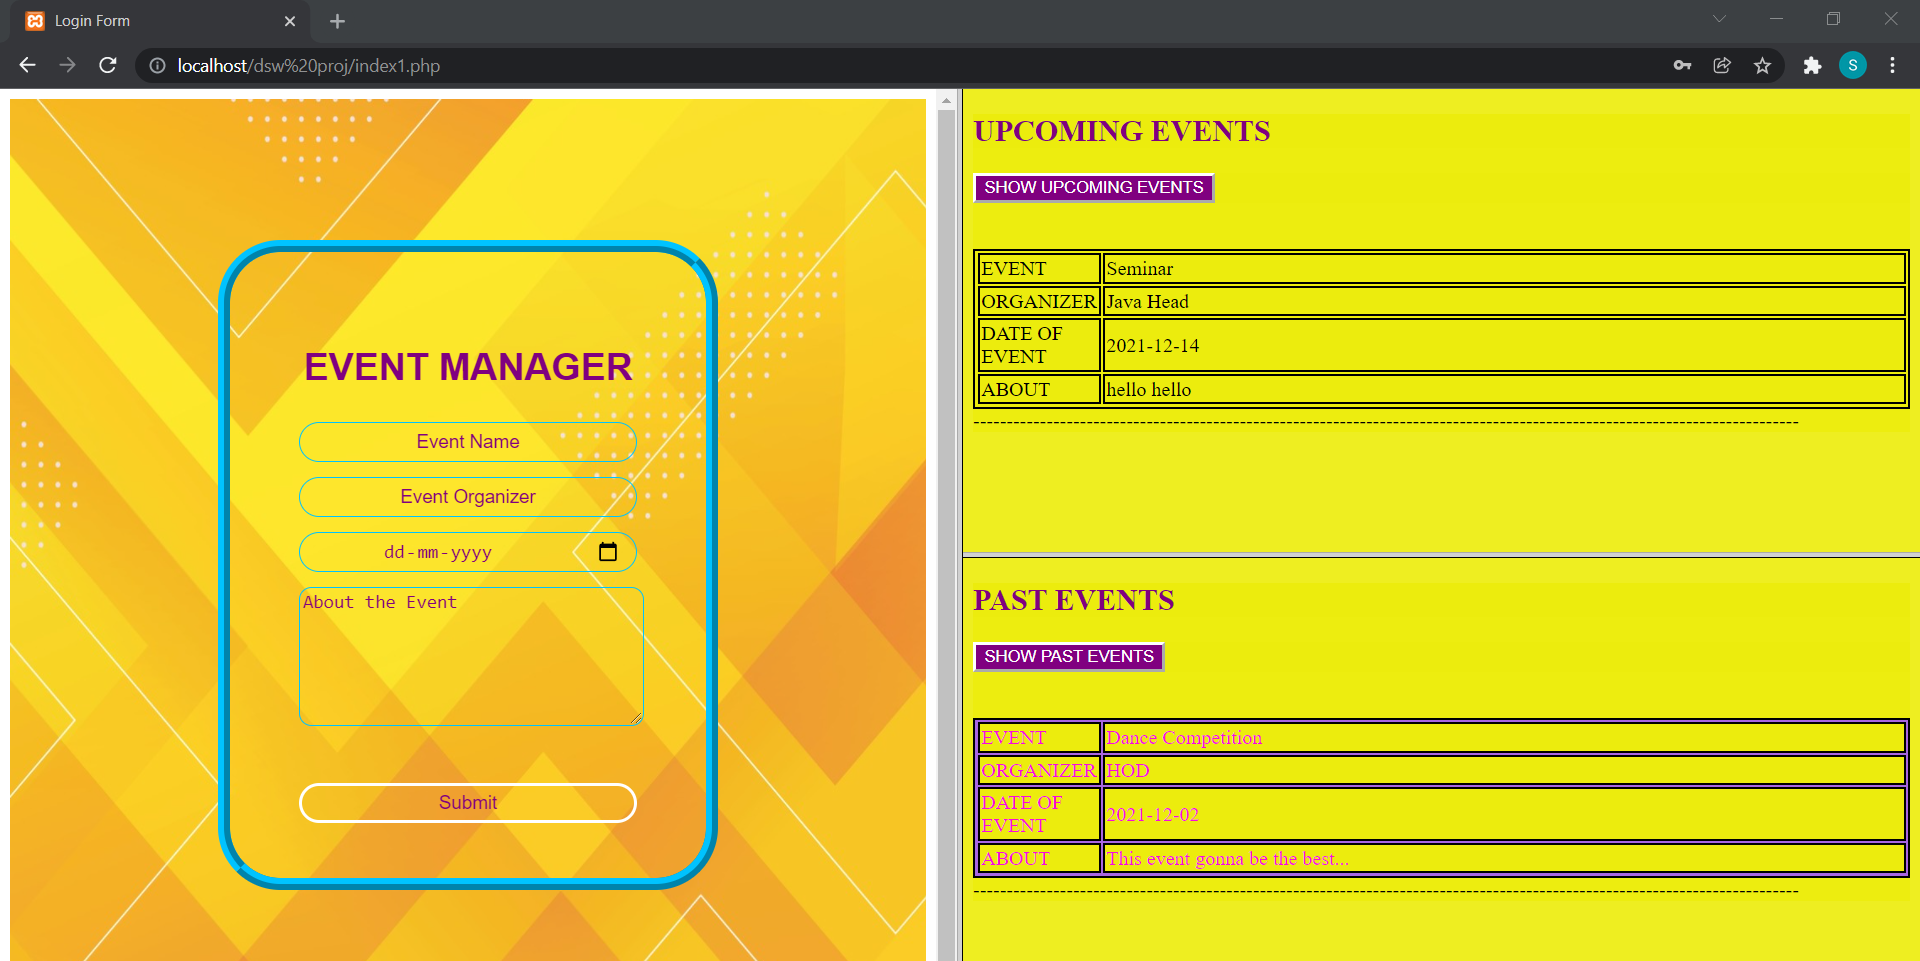 Login Form
localhost/dsw%20proj/index1.php
S
EVENT MANAGER
Event Name
Event Organizer
dd-mm-yyyy
About the Event
Submit
UPCOMING EVENTS
SHOW UPCOMING EVENTS
EVENT Seminar
ORGANIZER Java Head
DATE OF
EVENT 2021-12-14
ABOUT hello hello
PAST EVENTS
SHOW PAST EVENTS
EVENT Dance Competition
ORGANIZER HOD
DATE OF
EVENT 2021-12-02
ABOUT This event gonna be the best...